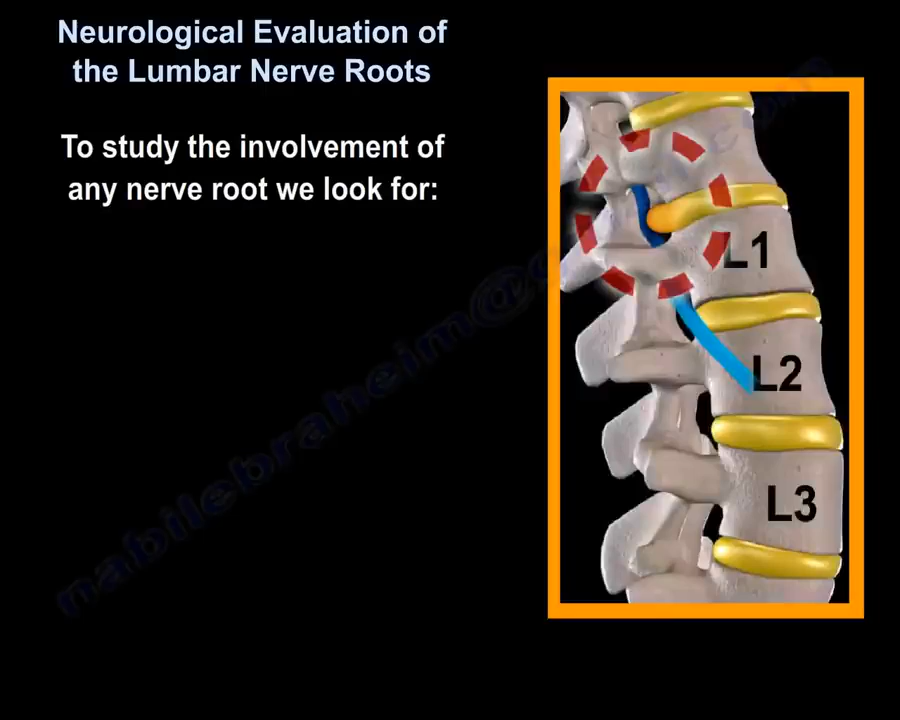 Neurological Evaluation of
the Lumbar Nerve Roots
To study the involvement of
any nerve root we look for:
L1
L2
L3